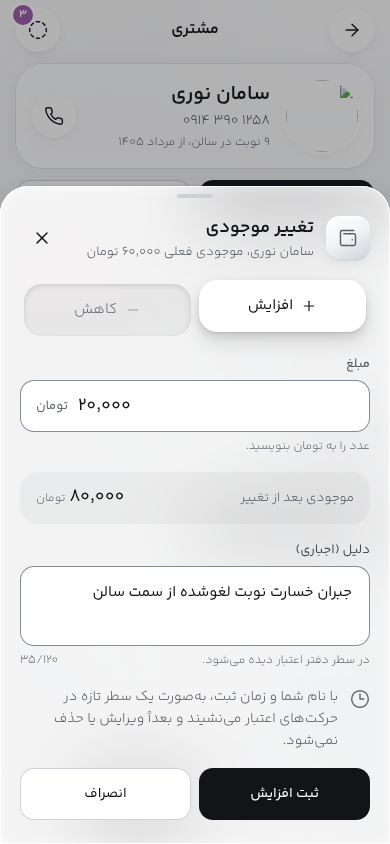 ۳
مشتری
سامان نوری
۰۹۱۴ ۳۹۰ ۱۲۵۸
۹ نوبت در سالن، از مرداد ۱۴۰۵
تغییر موجودی
سامان نوری، موجودی فعلی ۶۰,۰۰۰ تومان
افزایش
کاهش
مبلغ
۲۰,۰۰۰ تومان
عدد را به تومان بنویسید.
موجودی بعد از تغییر ۸۰,۰۰۰ تومان
دلیل (اجباری)
جبران خسارت نوبت لغوشده از سمت سالن
در سطر دفتر اعتبار دیده می‌شود. ۳۵/۱۲۰
با نام شما و زمان ثبت، به‌صورت یک سطر تازه در
حرکت‌های اعتبار می‌نشیند و بعداً ویرایش یا حذف
نمی‌شود.
ثبت افزایش
انصراف